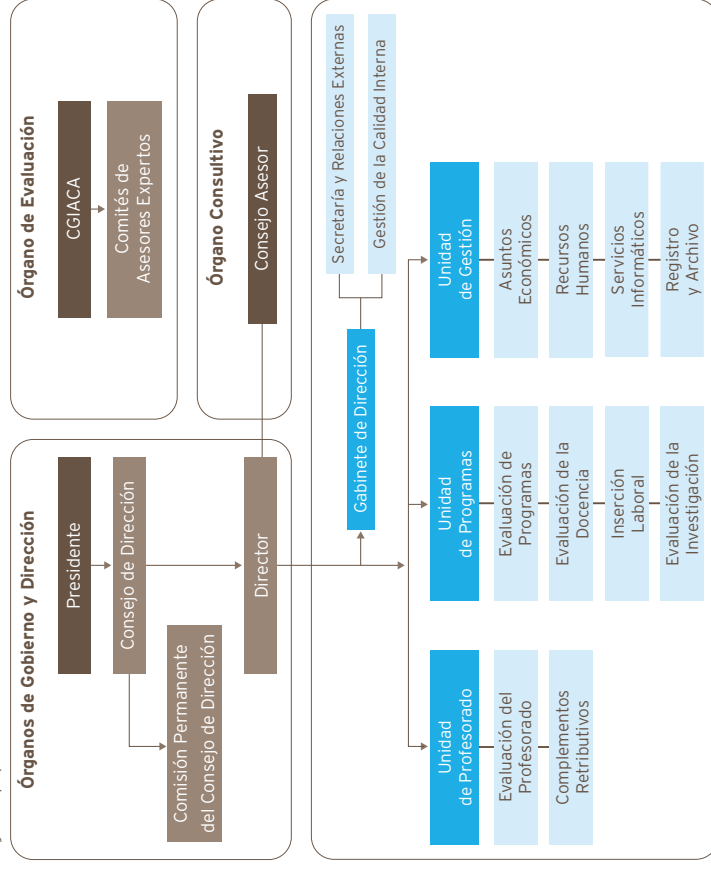 Órganos de Gobierno y Dirección
Presidente
Consejo de Dirección
Comisión Permanente
del Consejo de Dirección
Director
Órgano de Evaluación
CGIACA
Comités de
Asesores Expertos
Órgano Consultivo
Consejo Asesor
Gabinete de Dirección
Secretaría y Relaciones Externas
Gestión de la Calidad Interna
Unidad
de Profesorado
Evaluación del
Profesorado
Complementos
Retributivos
Unidad
de Programas
Evaluación de
Programas
Evaluación de la
Docencia
Inserción
Laboral
Evaluación de la
Investigación
Unidad
de Gestión
Asuntos
Económicos
Recursos
Humanos
Servicios
Informáticos
Registro
y Archivo